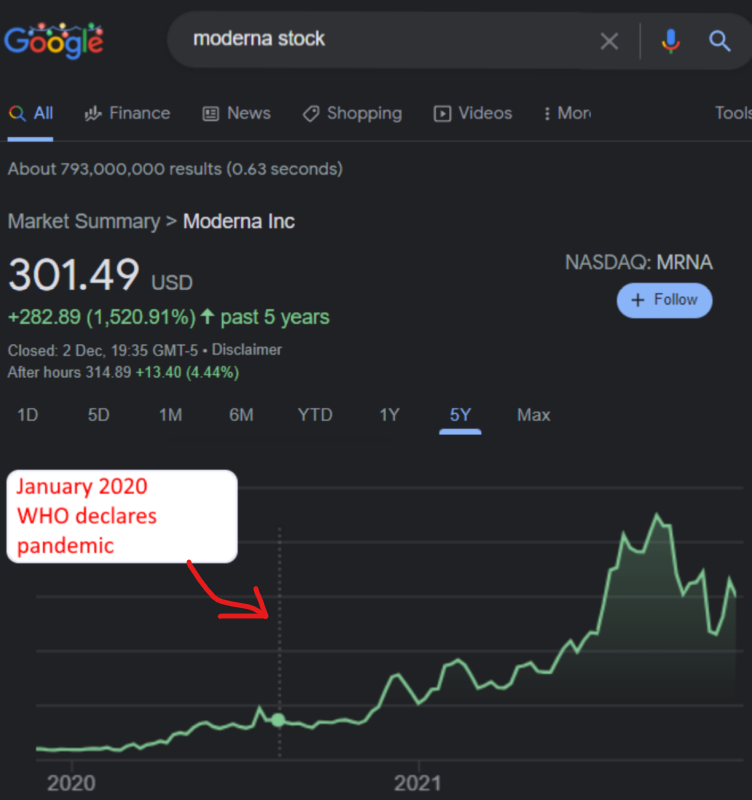 Google
moderna stock
All Finance News Shopping Videos More Tools
About 793,000,000 results (0.63 seconds)
Market Summary > Moderna Inc
301.49 USD
NASDAQ: MRNA
+ Follow
+282.89 (1,520.91%) ↑ past 5 years
Closed: 2 Dec, 19:35 GMT-5 • Disclaimer
After hours 314.89 +13.40 (4.44%)
1D 5D 1M 6M YTD 1Y 5Y Max
January 2020
WHO declares
pandemic
2020 2021